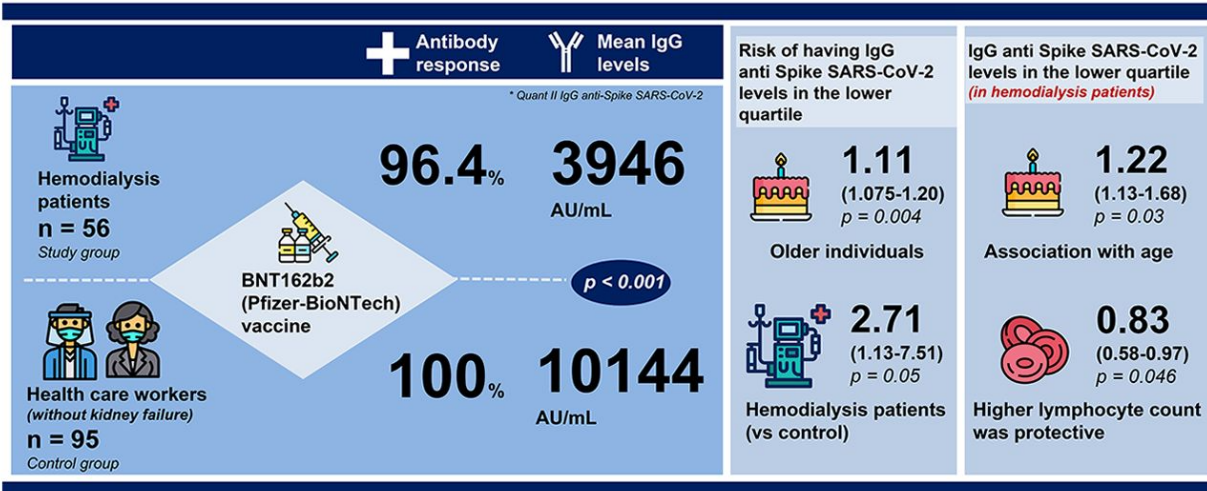 Antibody
response
Mean IgG
levels
* Quant II IgG anti-Spike SARS-CoV-2
Hemodialysis
patients
n = 56
Study group
96.4%
3946
AU/mL
BNT162b2
(Pfizer-BioNTech)
vaccine
p < 0.001
Health care workers
(without kidney failure)
n = 95
Control group
100%
10144
AU/mL
Risk of having IgG
anti Spike SARS-CoV-2
levels in the lower
quartile
1.11
(1.075-1.20)
p = 0.004
Older individuals
2.71
(1.13-7.51)
p = 0.05
Hemodialysis patients
(vs control)
IgG anti Spike SARS-CoV-2
levels in the lower quartile
(in hemodialysis patients)
1.22
(1.13-1.68)
p = 0.03
Association with age
0.83
(0.58-0.97)
p = 0.046
Higher lymphocyte count
was protective